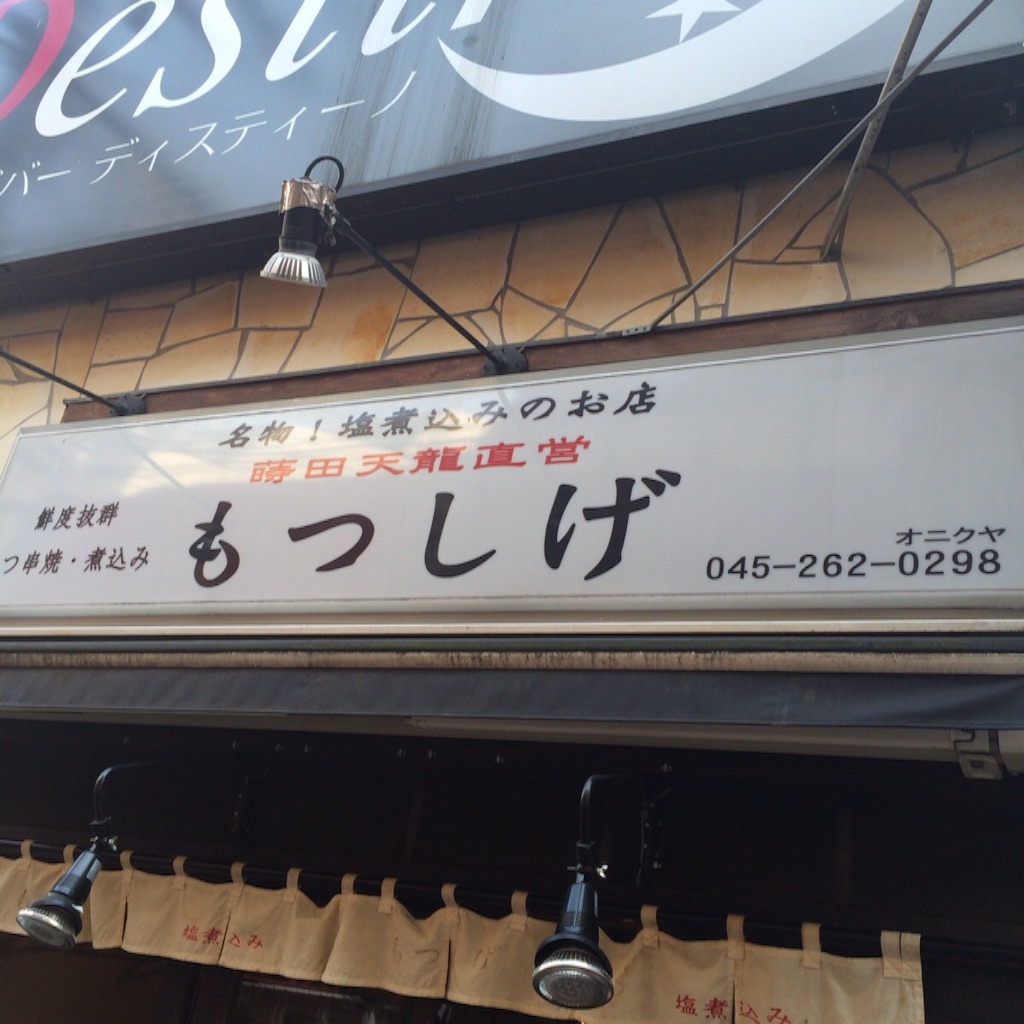 バー ディスティーノ
名物！塩煮込みのお店
蒔田天龍直営
鮮度抜群
つ串焼・煮込み
もつしげ
オニクヤ
045-262-0298
塩煮込み
塩煮込み